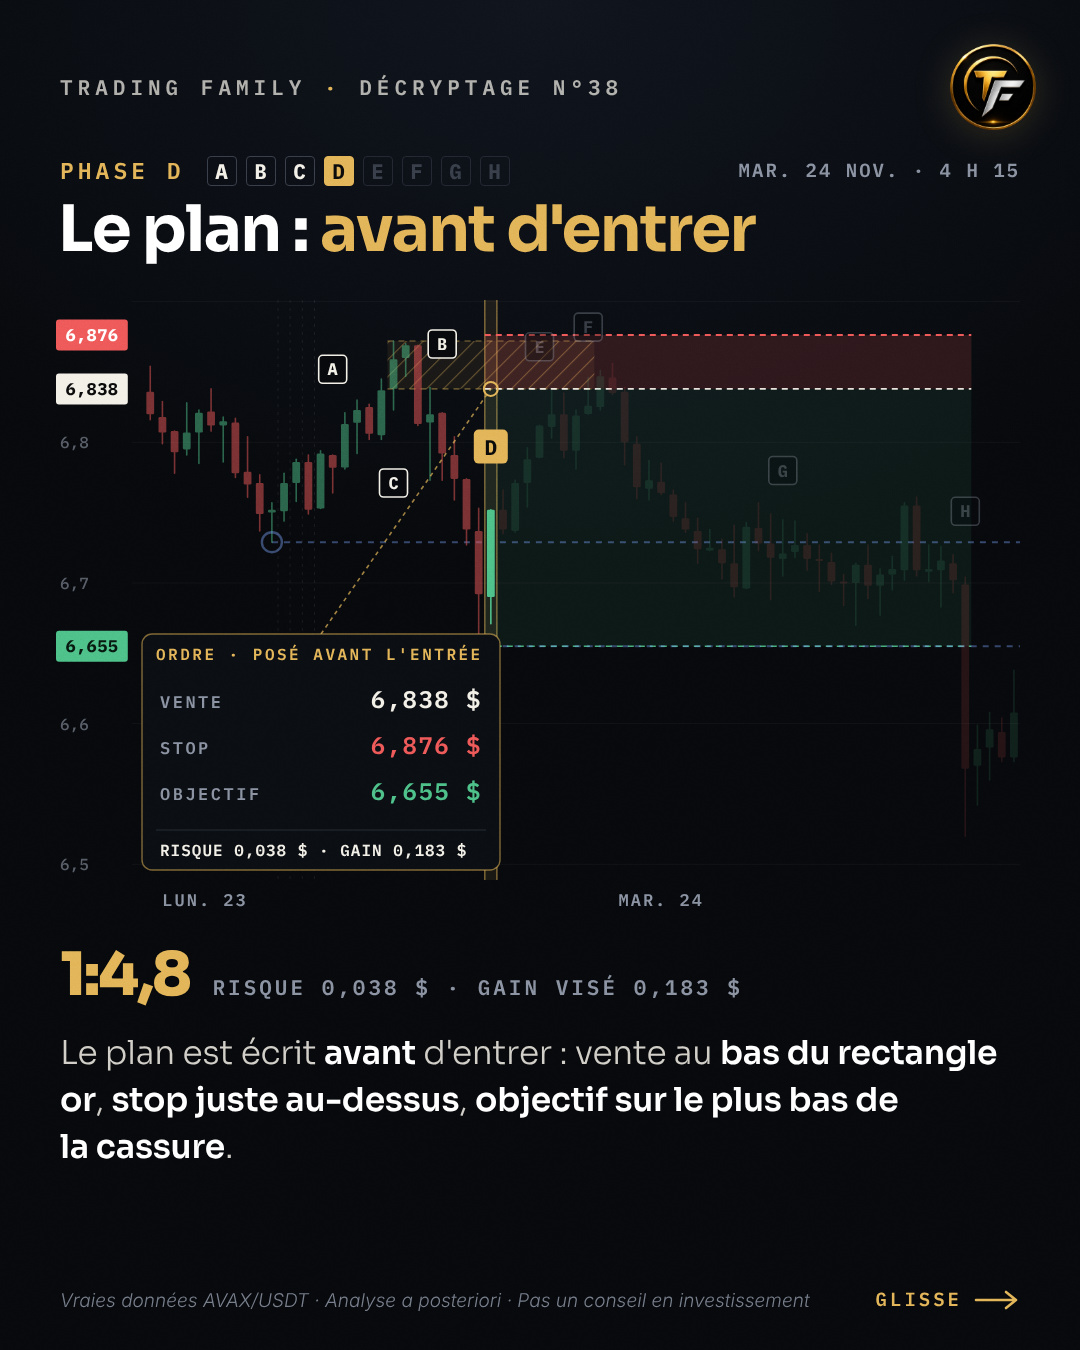 TRADING FAMILY · DÉCRYPTAGE N°38
TF
PHASE D A B C D E F G H
MAR. 24 NOV. · 4 H 15
Le plan : avant d'entrer
6,876
6,838
6,8
6,7
6,655
6,6
6,5
A
B
C
D
E
F
G
H
ORDRE · POSÉ AVANT L'ENTRÉE
VENTE 6,838 $
STOP 6,876 $
OBJECTIF 6,655 $
RISQUE 0,038 $ · GAIN 0,183 $
LUN. 23
MAR. 24
1:4,8 RISQUE 0,038 $ · GAIN VISÉ 0,183 $
Le plan est écrit avant d'entrer : vente au bas du rectangle
or, stop juste au-dessus, objectif sur le plus bas de
la cassure.
Vraies données AVAX/USDT · Analyse a posteriori · Pas un conseil en investissement
GLISSE →